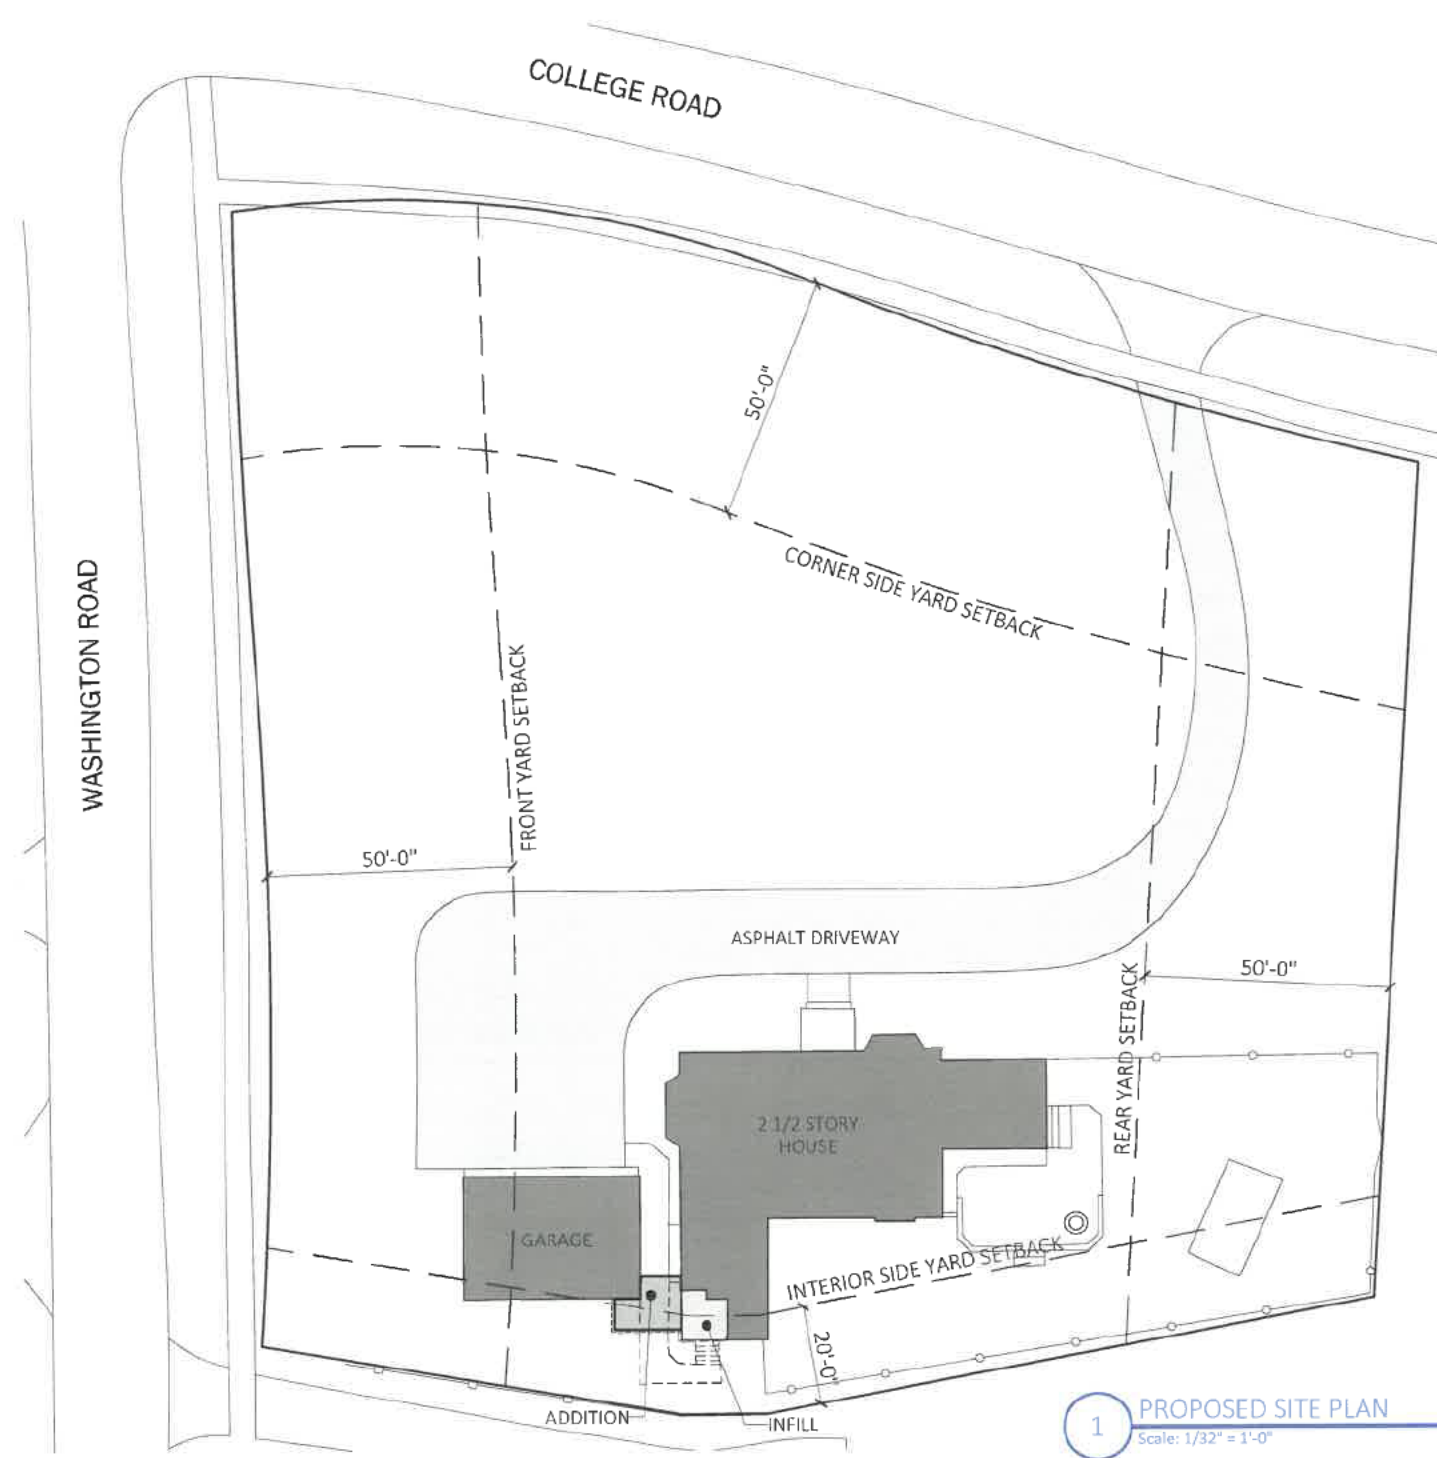 COLLEGE ROAD
50'-0"
CORNER SIDE YARD SETBACK
WASHINGTON ROAD
FRONT YARD SETBACK
50'-0"
ASPHALT DRIVEWAY
50'-0"
REAR YARD SETBACK
2 1/2 STORY
HOUSE
GARAGE
INTERIOR SIDE YARD SETBACK
20'-0"
ADDITION
INFILL
1
PROPOSED SITE PLAN
Scale: 1/32" = 1'-0"